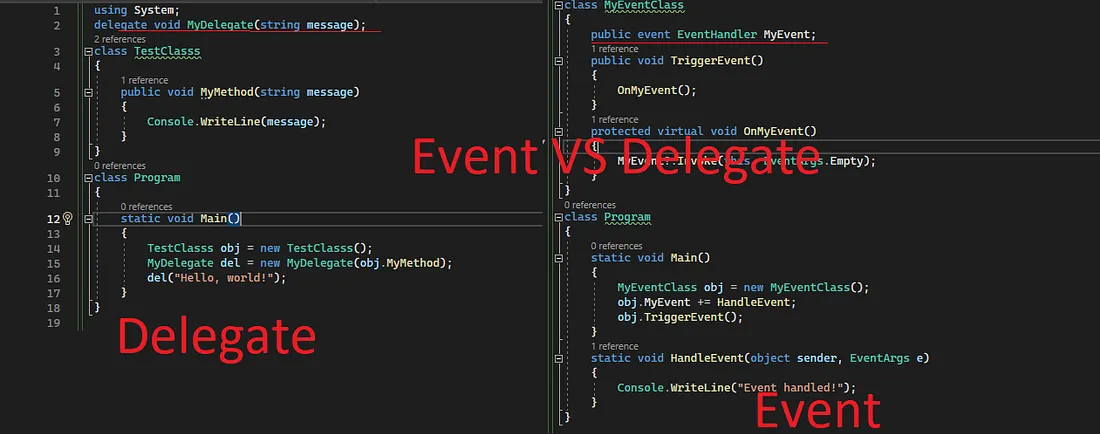 1 using System;
2 delegate void MyDelegate(string message);
2 references
3 class TestClasss
4 {
1 reference
5 public void MyMethod(string message)
6 {
7 Console.WriteLine(message);
8 }
9 }
0 references
10 class Program
11 {
0 references
12 static void Main()
13 {
14 TestClasss obj = new TestClasss();
15 MyDelegate del = new MyDelegate(obj.MyMethod);
16 del("Hello, world!");
17 }
18 }
19
Delegate
Event VS Delegate
class MyEventClass
{
public event EventHandler MyEvent;
1 reference
public void TriggerEvent()
{
OnMyEvent();
}
1 reference
protected virtual void OnMyEvent()
{
MyEvent?.Invoke(this, EventArgs.Empty);
}
}
0 references
class Program
{
0 references
static void Main()
{
MyEventClass obj = new MyEventClass();
obj.MyEvent += HandleEvent;
obj.TriggerEvent();
}
1 reference
static void HandleEvent(object sender, EventArgs e)
{
Console.WriteLine("Event handled!");
}
}
Event